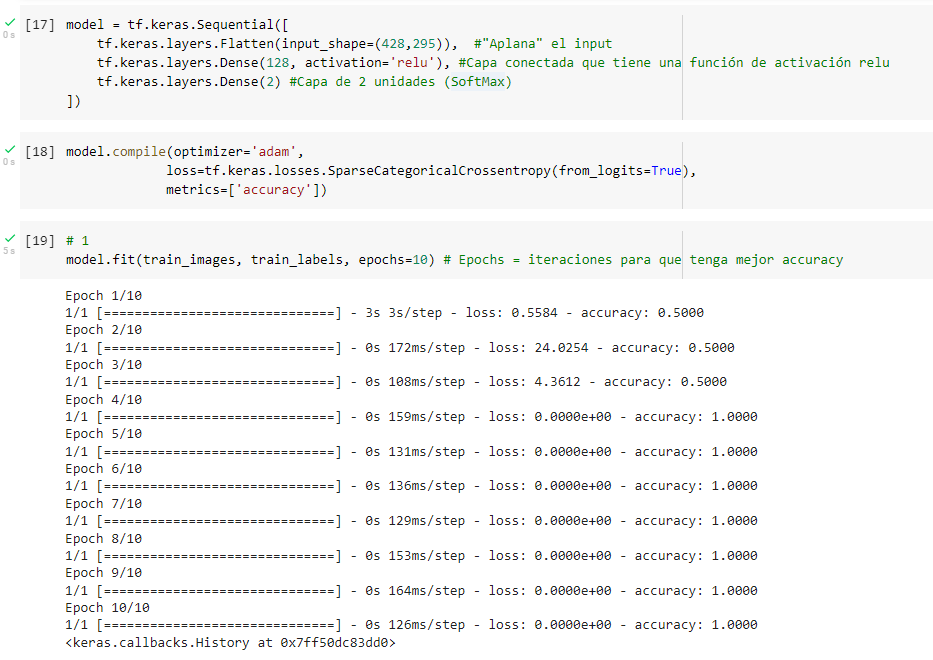 0s
[17] model = tf.keras.Sequential([
    tf.keras.layers.Flatten(input_shape=(428,295)),  #"Aplana" el input
    tf.keras.layers.Dense(128, activation='relu'), #Capa conectada que tiene una función de activación relu
    tf.keras.layers.Dense(2) #Capa de 2 unidades (SoftMax)
])
0s
[18] model.compile(optimizer='adam',
             loss=tf.keras.losses.SparseCategoricalCrossentropy(from_logits=True),
             metrics=['accuracy'])
5s
[19] # 1
model.fit(train_images, train_labels, epochs=10) # Epochs = iteraciones para que tenga mejor accuracy
Epoch 1/10
1/1 [==============================] - 3s 3s/step - loss: 0.5584 - accuracy: 0.5000
Epoch 2/10
1/1 [==============================] - 0s 172ms/step - loss: 24.0254 - accuracy: 0.5000
Epoch 3/10
1/1 [==============================] - 0s 108ms/step - loss: 4.3612 - accuracy: 0.5000
Epoch 4/10
1/1 [==============================] - 0s 159ms/step - loss: 0.0000e+00 - accuracy: 1.0000
Epoch 5/10
1/1 [==============================] - 0s 131ms/step - loss: 0.0000e+00 - accuracy: 1.0000
Epoch 6/10
1/1 [==============================] - 0s 136ms/step - loss: 0.0000e+00 - accuracy: 1.0000
Epoch 7/10
1/1 [==============================] - 0s 129ms/step - loss: 0.0000e+00 - accuracy: 1.0000
Epoch 8/10
1/1 [==============================] - 0s 153ms/step - loss: 0.0000e+00 - accuracy: 1.0000
Epoch 9/10
1/1 [==============================] - 0s 164ms/step - loss: 0.0000e+00 - accuracy: 1.0000
Epoch 10/10
1/1 [==============================] - 0s 126ms/step - loss: 0.0000e+00 - accuracy: 1.0000
<keras.callbacks.History at 0x7ff50dc83dd0>